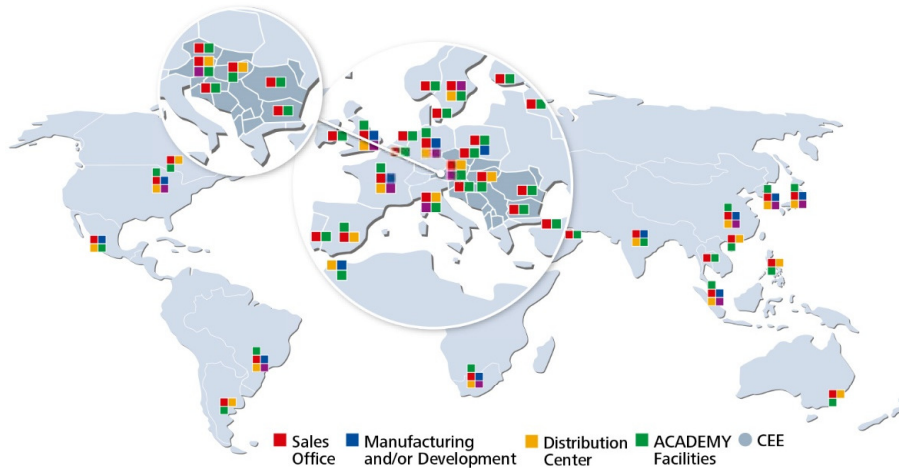 Sales
Office
Manufacturing
and/or Development
Distribution
Center
ACADEMY
Facilities
CEE